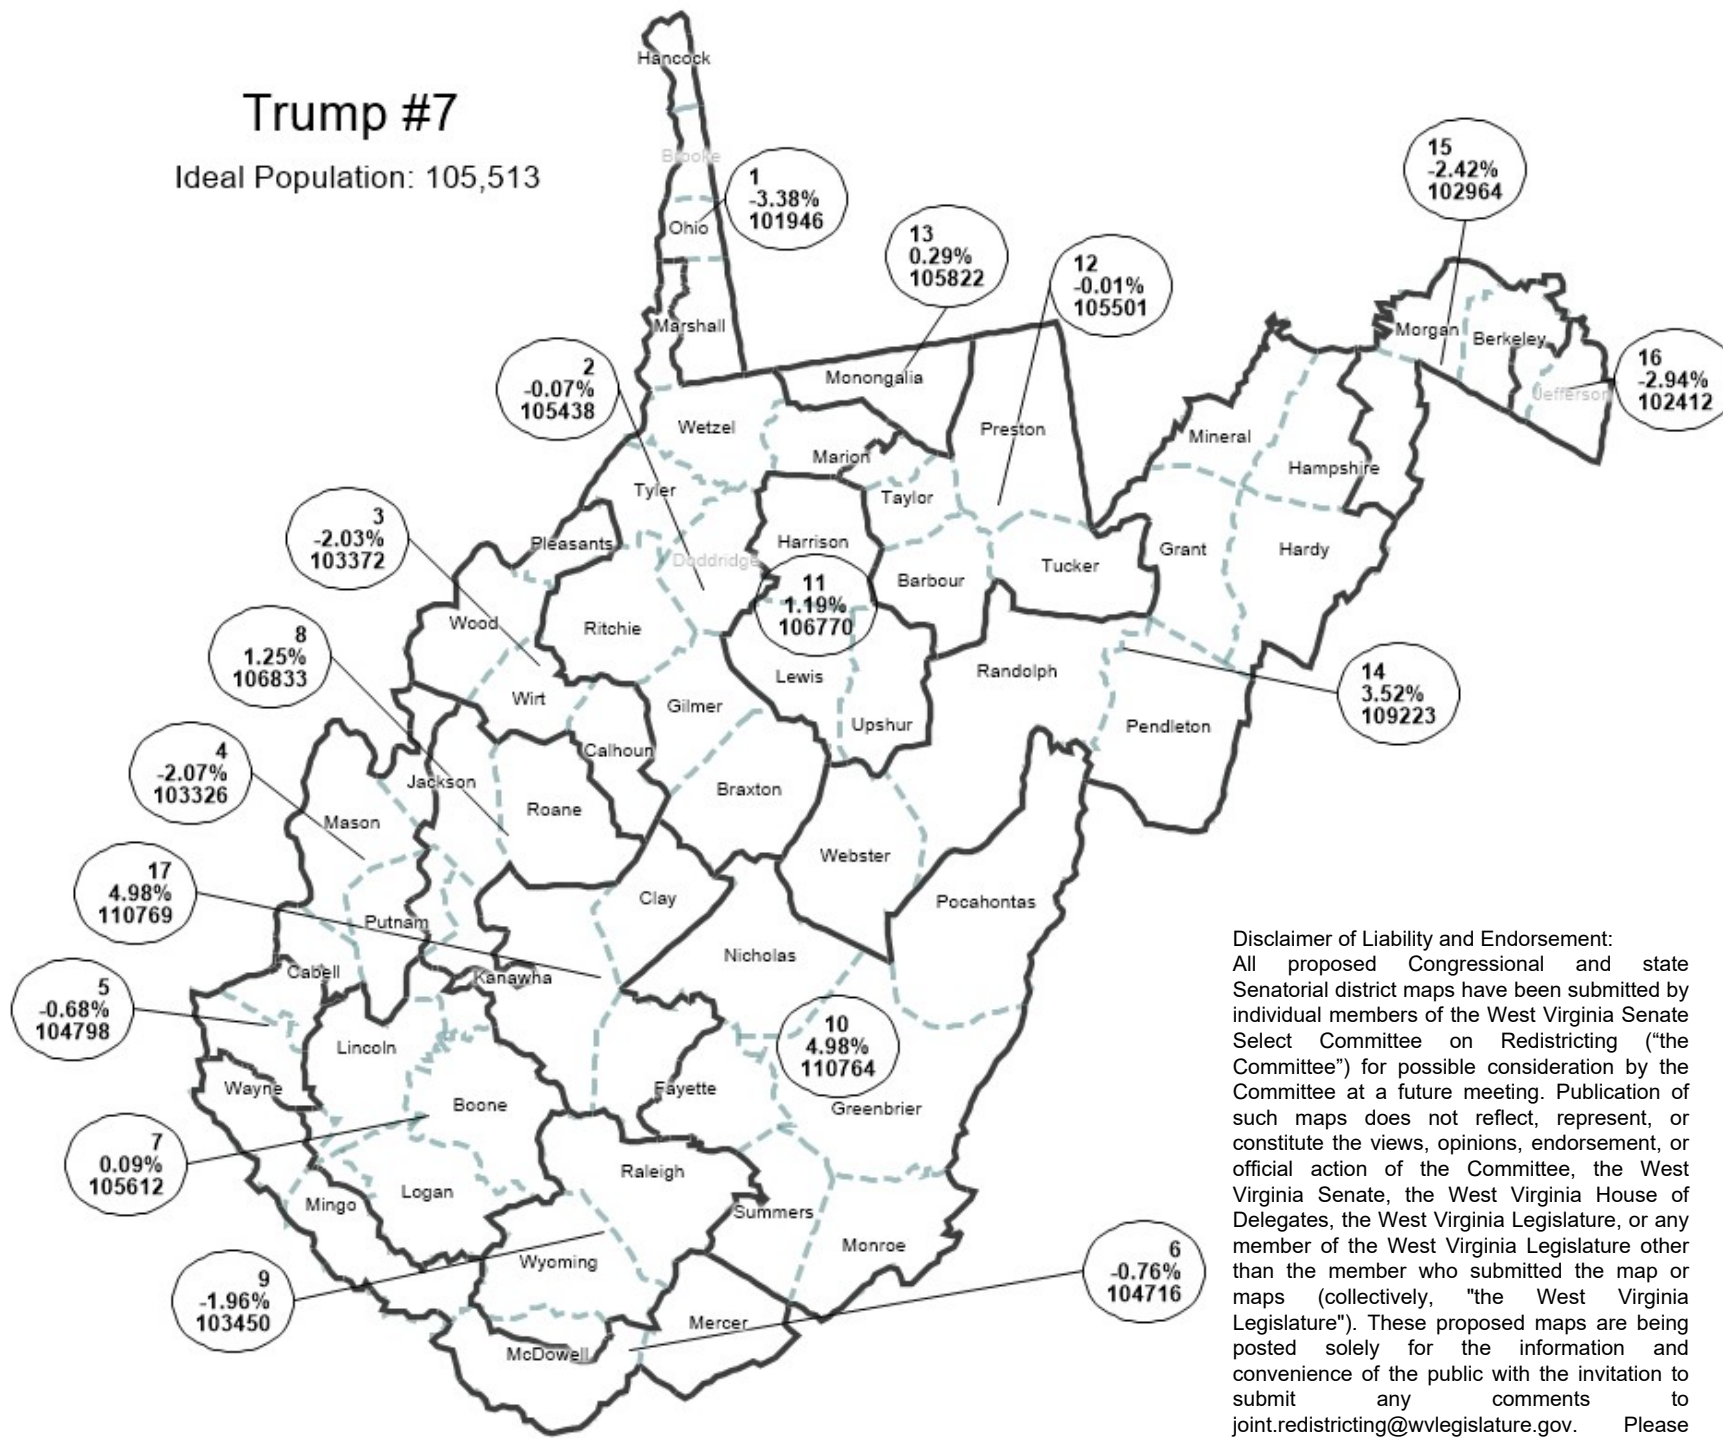 Trump #7
Ideal Population: 105,513
Hancock
Brooke
Ohio
Marshall
1
-3.38%
101946
13
0.29%
105822
12
-0.01%
105501
15
-2.42%
102964
2
-0.07%
105438
16
-2.94%
102412
Morgan
Berkeley
Jefferson
Monongalia
Wetzel
Preston
Mineral
Marion
Hampshire
Tyler
Taylor
3
-2.03%
103372
Pleasants
Harrison
Doddridge
Grant
Hardy
Tucker
Barbour
11
1.19%
106770
Wood
Ritchie
8
1.25%
106833
Lewis
Randolph
14
3.52%
109223
Wirt
Gilmer
Upshur
Pendleton
Calhoun
4
-2.07%
103326
Jackson
Braxton
Roane
Mason
Webster
17
4.98%
110769
Clay
Pocahontas
Putnam
Nicholas
Cabell
Kanawha
5
-0.68%
104798
10
4.98%
110764
Lincoln
Wayne
Fayette
Boone
Greenbrier
7
0.09%
105612
Raleigh
Logan
Mingo
Summers
Monroe
Wyoming
6
-0.76%
104716
9
-1.96%
103450
Mercer
McDowell
Disclaimer of Liability and Endorsement:
All proposed Congressional and state
Senatorial district maps have been submitted by
individual members of the West Virginia Senate
Select Committee on Redistricting (“the
Committee”) for possible consideration by the
Committee at a future meeting. Publication of
such maps does not reflect, represent, or
constitute the views, opinions, endorsement, or
official action of the Committee, the West
Virginia Senate, the West Virginia House of
Delegates, the West Virginia Legislature, or any
member of the West Virginia Legislature other
than the member who submitted the map or
maps (collectively, "the West Virginia
Legislature"). These proposed maps are being
posted solely for the information and
convenience of the public with the invitation to
submit any comments to
joint.redistricting@wvlegislature.gov. Please